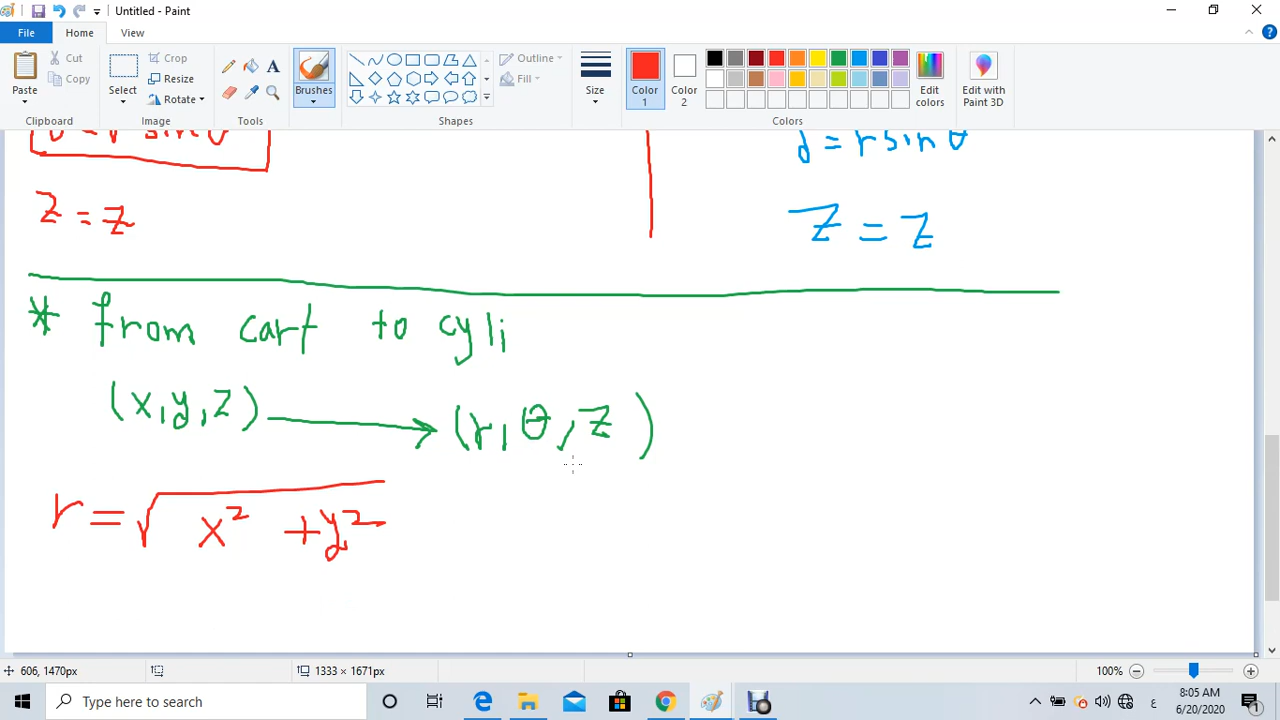 Untitled - Paint
File
Home
View
Paste
Cut
Copy
Clipboard
Select
Crop
Resize
Rotate
Image
A
Tools
Brushes
Outline
Fill
Shapes
Size
Color 1
Color 2
Edit colors
Edit with Paint 3D
Colors
r sin θ
y = r sin θ
z = z
z = z
* from cart to cyli
(x, y, z) → (r, θ, z)
r = √x² + y²
606, 1470px
1333 × 1671px
100%
Type here to search
ع
8:05 AM
6/20/2020
1